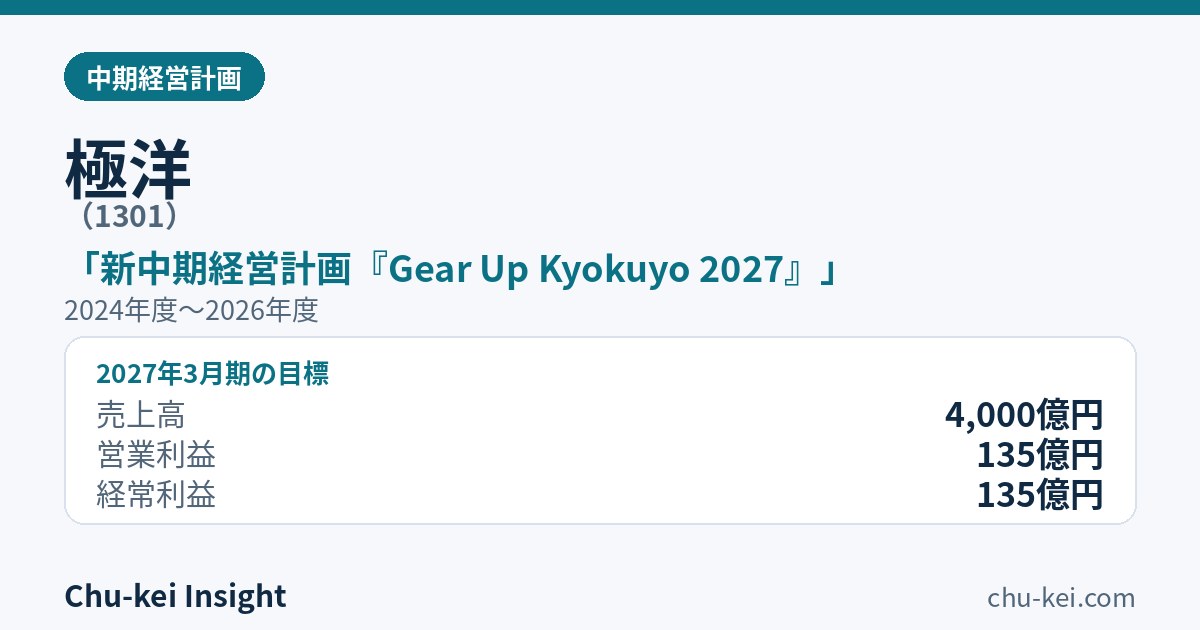 中期経営計画
極洋
（1301）
「新中期経営計画『Gear Up Kyokuyo 2027』」
2024年度～2026年度
2027年3月期の目標
売上高 4,000億円
営業利益 135億円
経常利益 135億円
Chu-kei Insight chu-kei.com